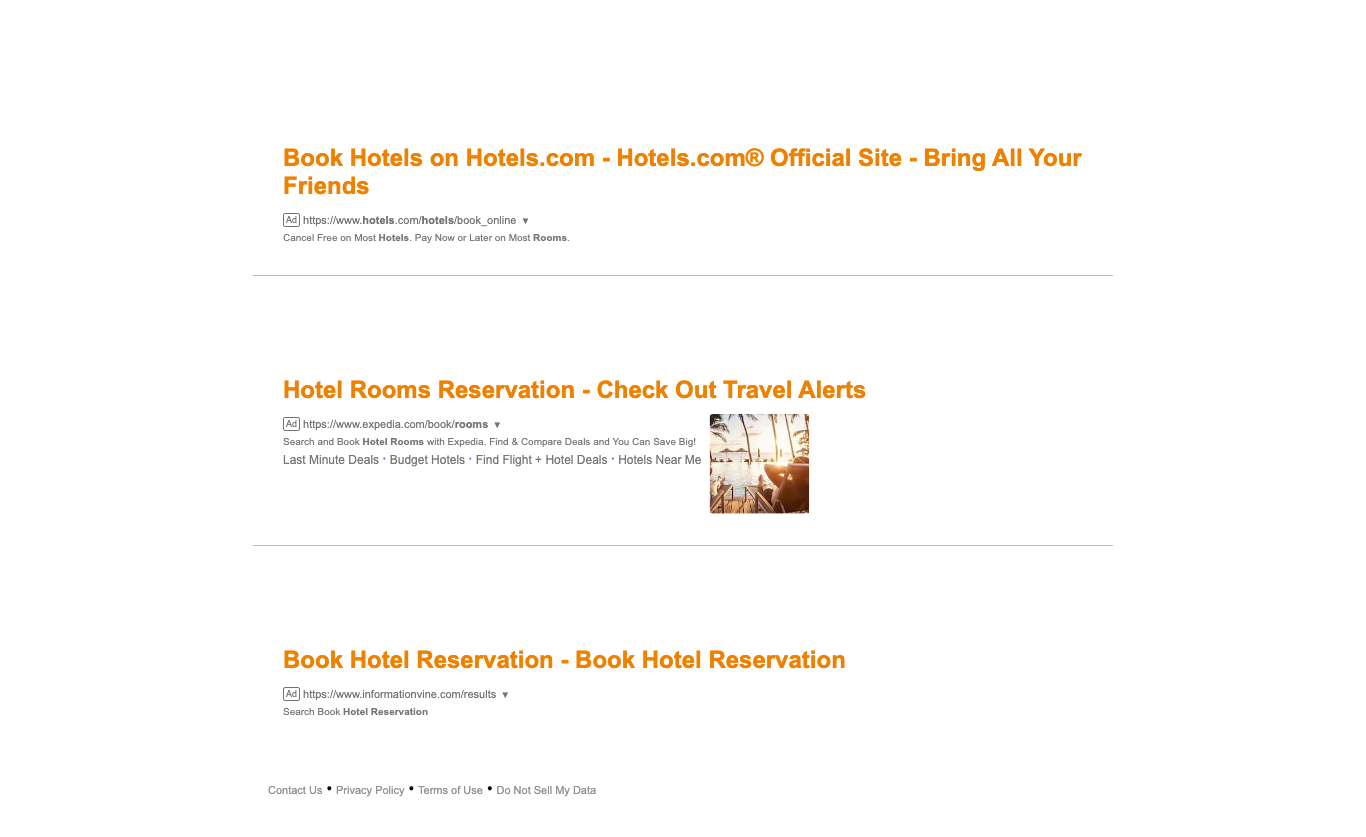 Book Hotels on Hotels.com - Hotels.com® Official Site - Bring All Your
Friends
Ad https://www.hotels.com/hotels/book_online ▼
Cancel Free on Most Hotels. Pay Now or Later on Most Rooms.
Hotel Rooms Reservation - Check Out Travel Alerts
Ad https://www.expedia.com/book/rooms ▼
Search and Book Hotel Rooms with Expedia. Find & Compare Deals and You Can Save Big!
Last Minute Deals · Budget Hotels · Find Flight + Hotel Deals · Hotels Near Me
Book Hotel Reservation - Book Hotel Reservation
Ad https://www.informationvine.com/results ▼
Search Book Hotel Reservation
Contact Us • Privacy Policy • Terms of Use • Do Not Sell My Data